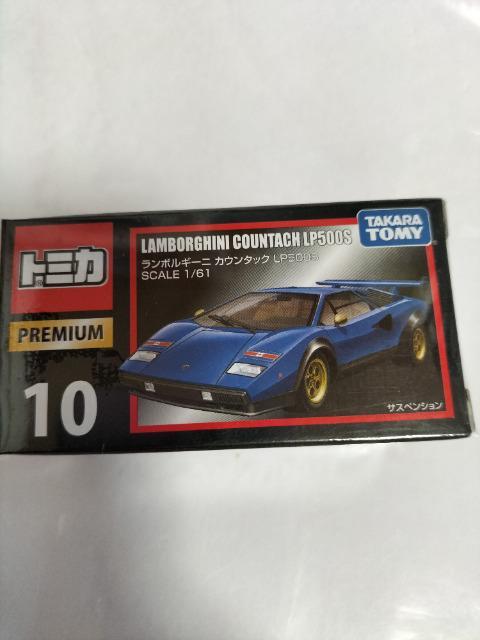 トミカ
PREMIUM
10
LAMBORGHINI COUNTACH LP500S
ランボルギーニ カウンタック LP500S
SCALE 1/61
TAKARA
TOMY
サスペンション